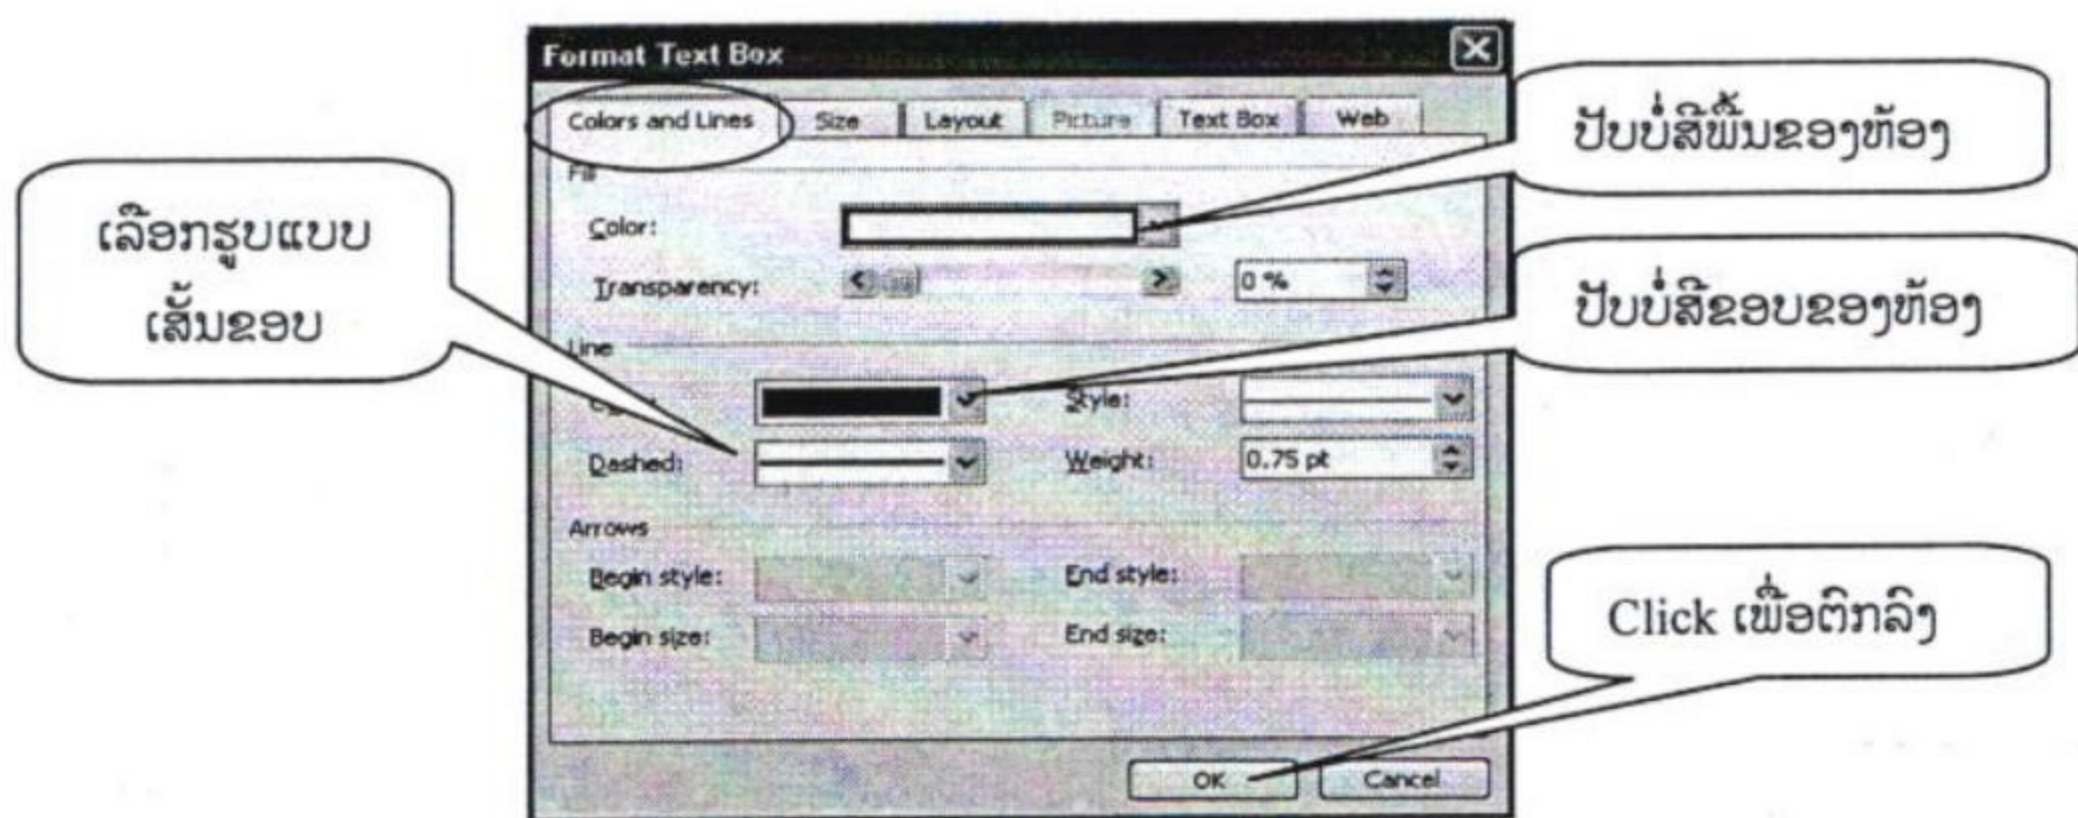 Format Text Box
Colors and Lines Size Layout Picture Text Box Web
ປັບບໍ່ສີພື້ນຂອງຫ້ອງ
Fill
Color:
ເລືອກຮູບແບບ
ເສັ້ນຂອບ
Transparency: 0 %
ປັບບໍ່ສີຂອບຂອງຫ້ອງ
Line
Style:
Dashed: Weight: 0.75 pt
Arrows
Begin style: End style:
Begin size: End size:
Click ເພື່ອຕົກລົງ
OK Cancel